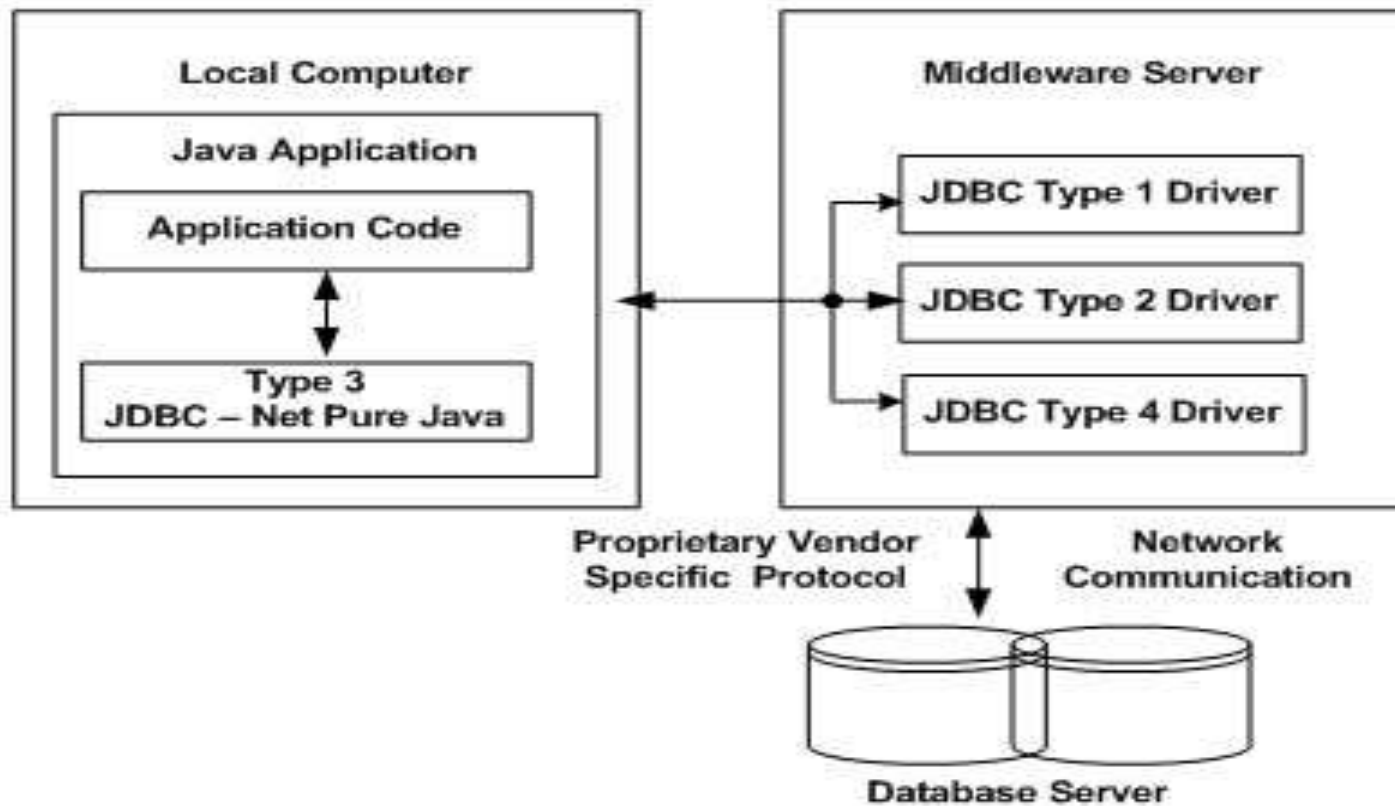 Local Computer
Java Application
Application Code
Type 3
JDBC – Net Pure Java
Middleware Server
JDBC Type 1 Driver
JDBC Type 2 Driver
JDBC Type 4 Driver
Proprietary Vendor
Specific Protocol
Network
Communication
Database Server